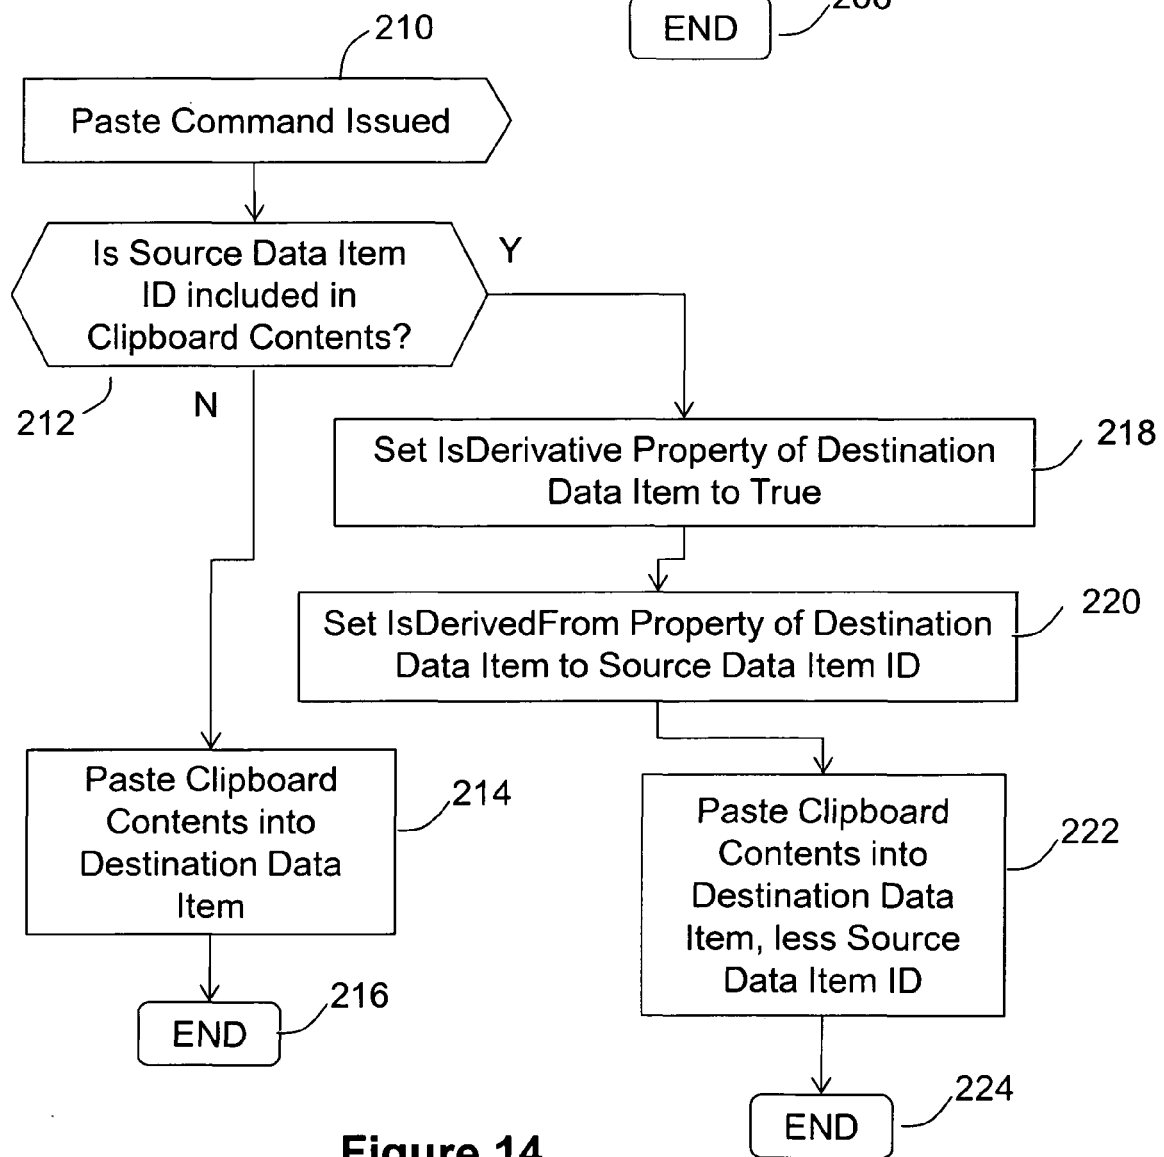 END
210
Paste Command Issued
Is Source Data Item
ID included in
Clipboard Contents?
Y
N
212
Set IsDerivative Property of Destination
Data Item to True
218
Set IsDerivedFrom Property of Destination
Data Item to Source Data Item ID
220
Paste Clipboard
Contents into
Destination Data
Item
214
Paste Clipboard
Contents into
Destination Data
Item, less Source
Data Item ID
222
END
216
END
224
Figure 14